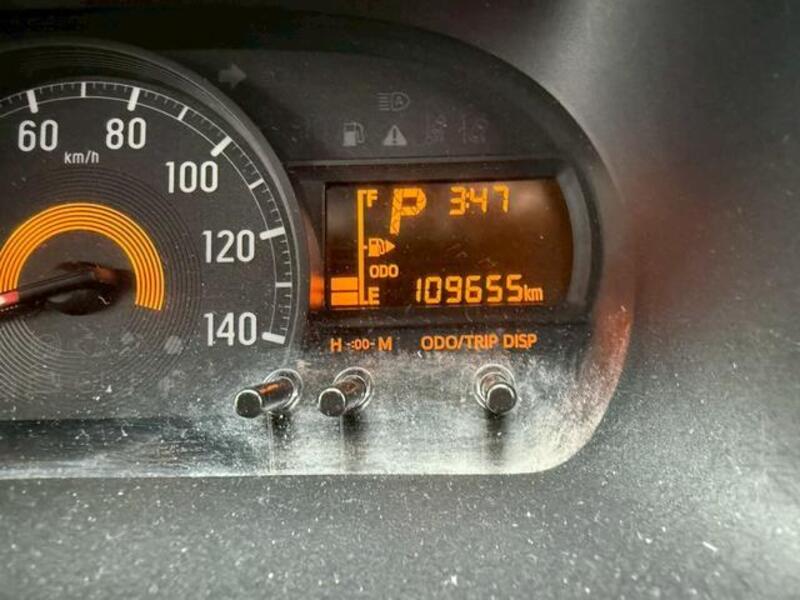 60
80
km/h
100
120
140
F
P 3:47
ODO
E 109655km
H -:00- M
ODO/TRIP DISP